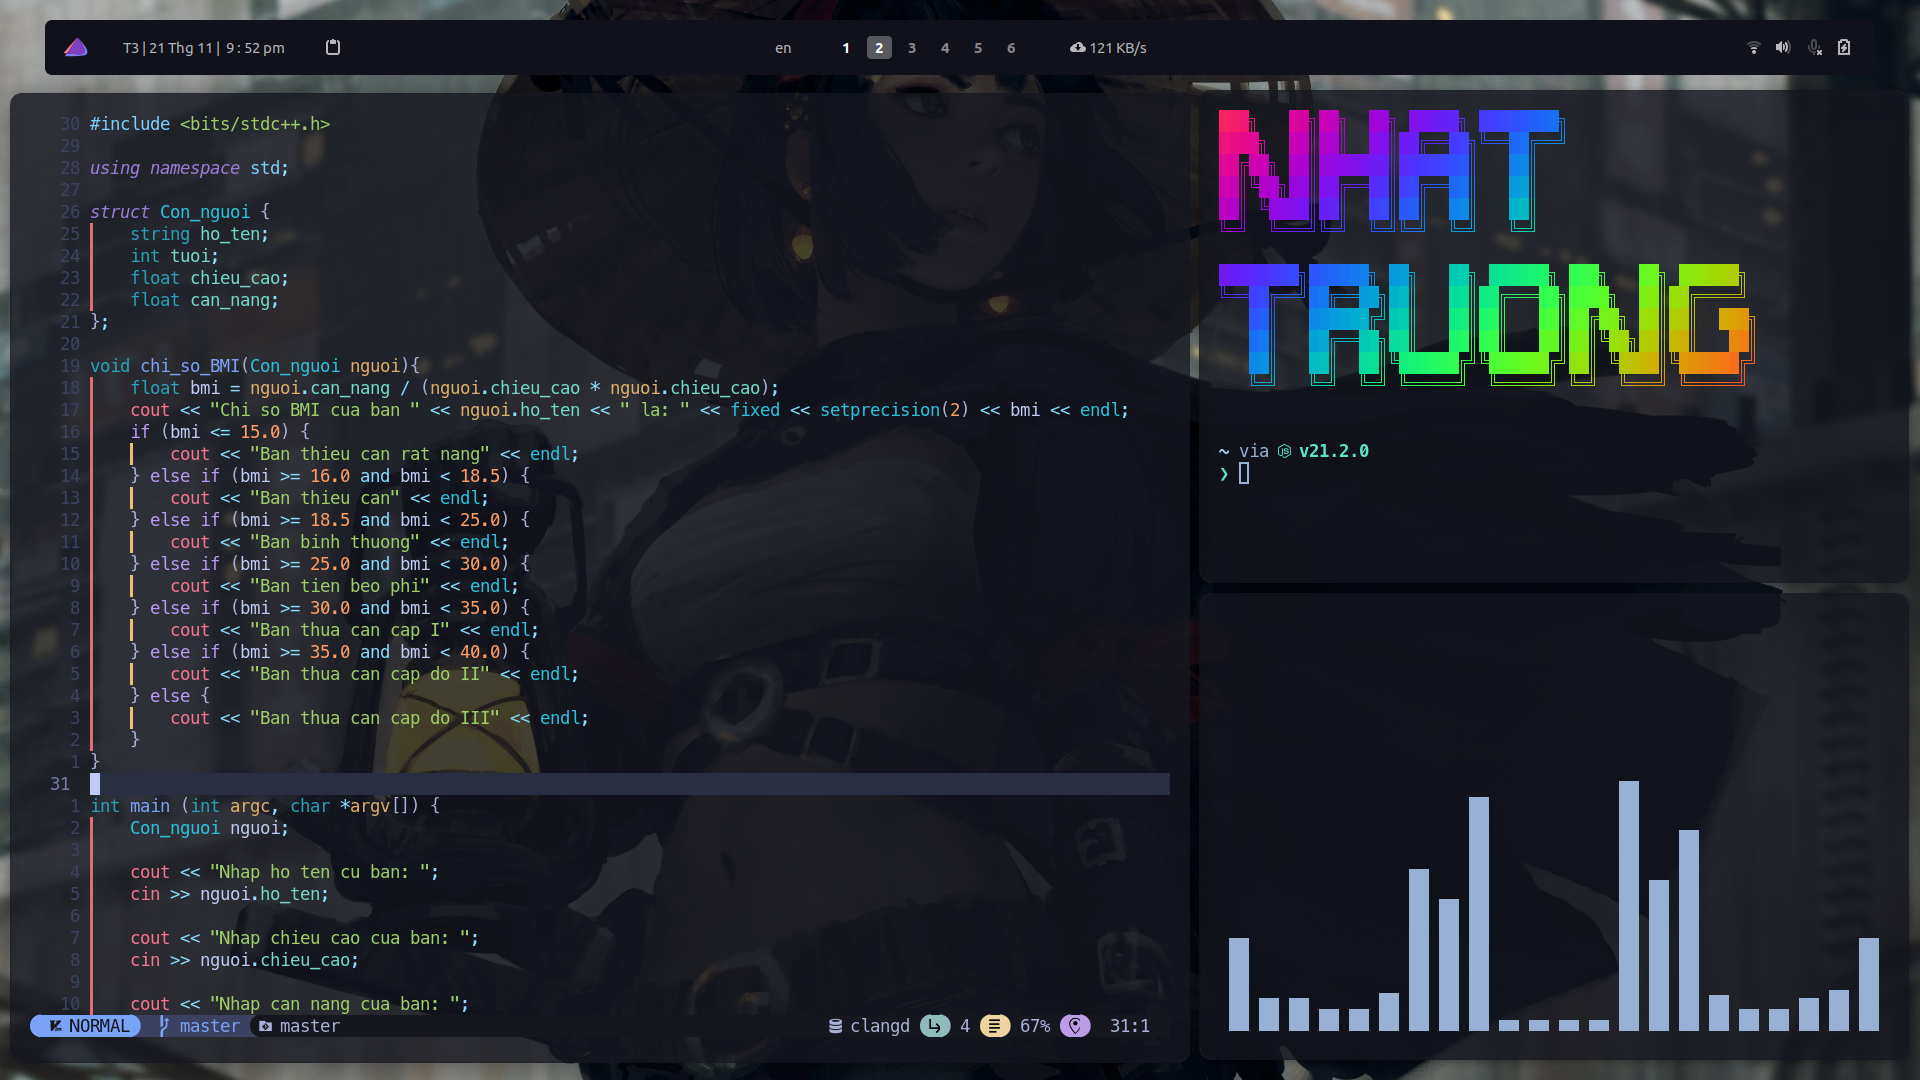 T3 | 21 Thg 11 | 9 : 52 pm
en
1 2 3 4 5 6
121 KB/s
30 #include <bits/stdc++.h>
29
28 using namespace std;
27
26 struct Con_nguoi {
25 string ho_ten;
24 int tuoi;
23 float chieu_cao;
22 float can_nang;
21 };
20
19 void chi_so_BMI(Con_nguoi nguoi){
18 float bmi = nguoi.can_nang / (nguoi.chieu_cao * nguoi.chieu_cao);
17 cout << "Chi so BMI cua ban " << nguoi.ho_ten << " la: " << fixed << setprecision(2) << bmi << endl;
16 if (bmi <= 15.0) {
15 cout << "Ban thieu can rat nang" << endl;
14 } else if (bmi >= 16.0 and bmi < 18.5) {
13 cout << "Ban thieu can" << endl;
12 } else if (bmi >= 18.5 and bmi < 25.0) {
11 cout << "Ban binh thuong" << endl;
10 } else if (bmi >= 25.0 and bmi < 30.0) {
9 cout << "Ban tien beo phi" << endl;
8 } else if (bmi >= 30.0 and bmi < 35.0) {
7 cout << "Ban thua can cap I" << endl;
6 } else if (bmi >= 35.0 and bmi < 40.0) {
5 cout << "Ban thua can cap do II" << endl;
4 } else {
3 cout << "Ban thua can cap do III" << endl;
2 }
1 }
31
1 int main (int argc, char *argv[]) {
2 Con_nguoi nguoi;
3
4 cout << "Nhap ho ten cu ban: ";
5 cin >> nguoi.ho_ten;
6
7 cout << "Nhap chieu cao cua ban: ";
8 cin >> nguoi.chieu_cao;
9
10 cout << "Nhap can nang cua ban: ";
NORMAL master master clangd 4 67% 31:1
NHAT
TRUONG
~ via v21.2.0
❯